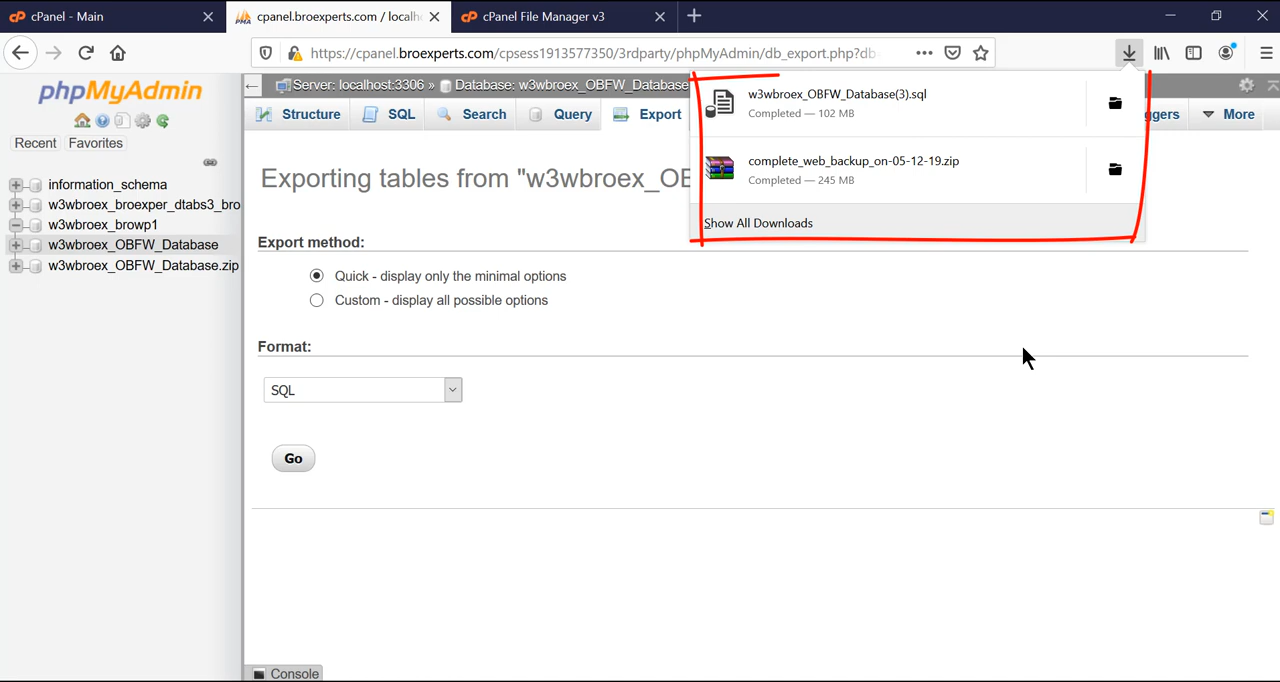 cPanel - Main
cpanel.broexperts.com / localh
cPanel File Manager v3
https://cpanel.broexperts.com/cpsess1913577350/3rdparty/phpMyAdmin/db_export.php?db
phpMyAdmin
Recent Favorites
information_schema
w3wbroex_broexper_dtabs3_bro
w3wbroex_browp1
w3wbroex_OBFW_Database
w3wbroex_OBFW_Database.zip
Server: localhost:3306 » Database: w3wbroex_OBFW_Database
Structure SQL Search Query Export ggers More
w3wbroex_OBFW_Database(3).sql
Completed — 102 MB
complete_web_backup_on-05-12-19.zip
Completed — 245 MB
Show All Downloads
Exporting tables from "w3wbroex_OB
Export method:
Quick - display only the minimal options
Custom - display all possible options
Format:
SQL
Go
Console